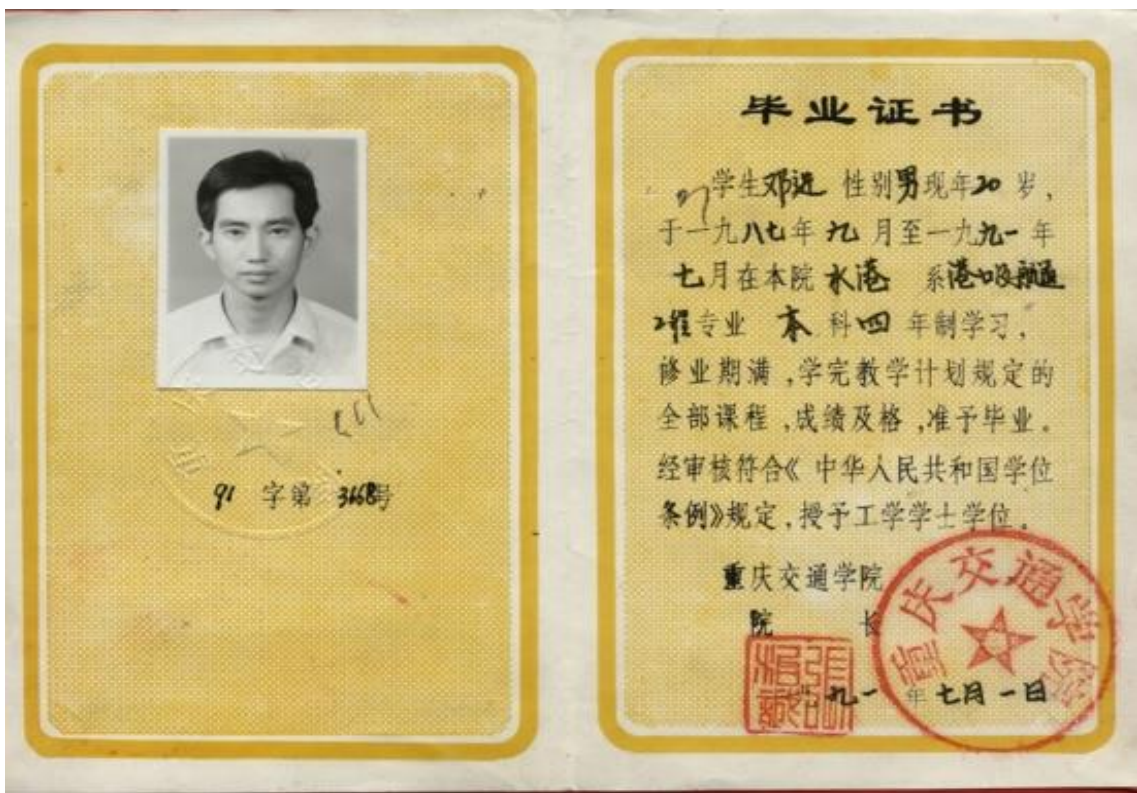 91 字第 3168号
毕业证书
学生邓近 性别男现年20 岁，
于一九八七年 九 月至一九九一 年
七月在本院 水港 系港口及航道
工程专业 本 科四 年制学习，
修业期满，学完教学计划规定的
全部课程，成绩及格，准予毕业。
经审核符合《中华人民共和国学位
条例》规定，授予工学学士学位。
重庆交通学院
院 长
九一 年七月一日
重庆交通学院